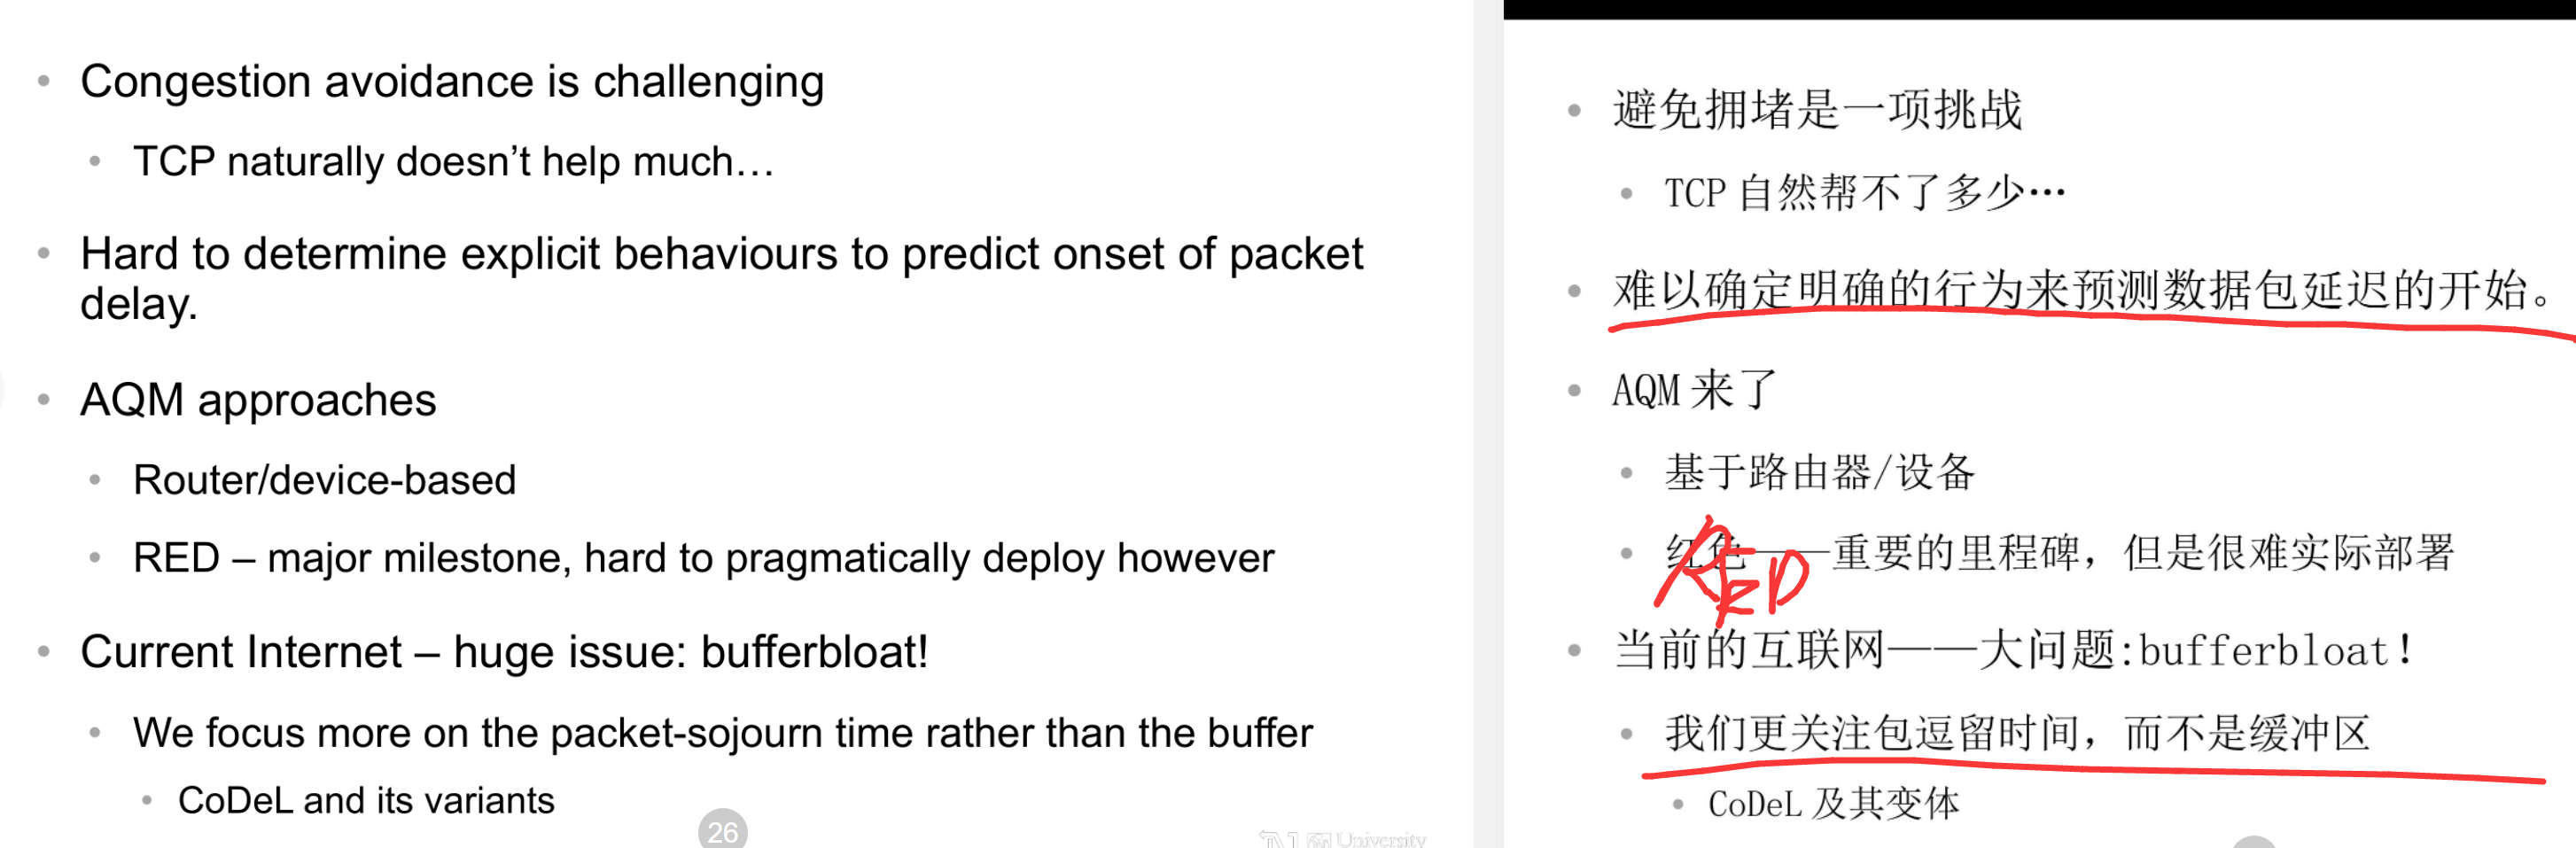 Congestion avoidance is challenging
TCP naturally doesn't help much…
Hard to determine explicit behaviours to predict onset of packet
delay.
AQM approaches
Router/device-based
RED – major milestone, hard to pragmatically deploy however
Current Internet – huge issue: bufferbloat!
We focus more on the packet-sojourn time rather than the buffer
CoDeL and its variants
26
University
避免拥堵是一项挑战
TCP 自然帮不了多少…
难以确定明确的行为来预测数据包延迟的开始。
AQM 来了
基于路由器/设备
红色——重要的里程碑，但是很难实际部署
RED
当前的互联网——大问题:bufferbloat!
我们更关注包逗留时间，而不是缓冲区
CoDeL 及其变体